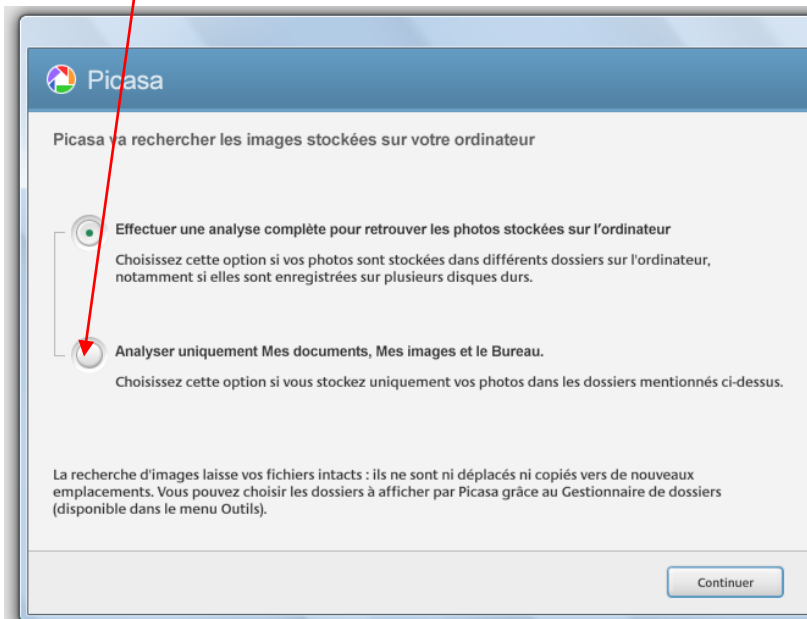 Picasa
Picasa va rechercher les images stockées sur votre ordinateur
Effectuer une analyse complète pour retrouver les photos stockées sur l'ordinateur
Choisissez cette option si vos photos sont stockées dans différents dossiers sur l'ordinateur,
notamment si elles sont enregistrées sur plusieurs disques durs.
Analyser uniquement Mes documents, Mes images et le Bureau.
Choisissez cette option si vous stockez uniquement vos photos dans les dossiers mentionnés ci-dessus.
La recherche d'images laisse vos fichiers intacts : ils ne sont ni déplacés ni copiés vers de nouveaux
emplacements. Vous pouvez choisir les dossiers à afficher par Picasa grâce au Gestionnaire de dossiers
(disponible dans le menu Outils).
Continuer